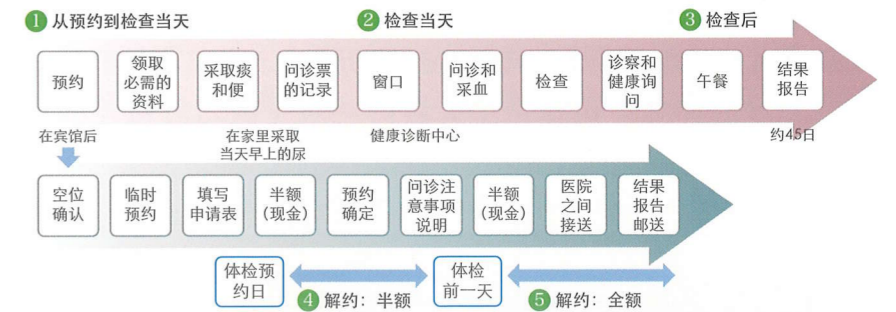 1 从预约到检查当天
2 检查当天
3 检查后
预约
领取
必需的
资料
采取痰
和便
问诊票
的记录
窗口
问诊和
采血
检查
诊察和
健康询
问
午餐
结果
报告
在宾馆后
在家里采取
当天早上的尿
健康诊断中心
约45日
空位
确认
临时
预约
填写
申请表
半额
(现金)
预约
确定
问诊注
意事项
说明
半额
(现金)
医院
之间
接送
结果
报告
邮送
体检预
约日
4 解约：半额
体检
前一天
5 解约：全额